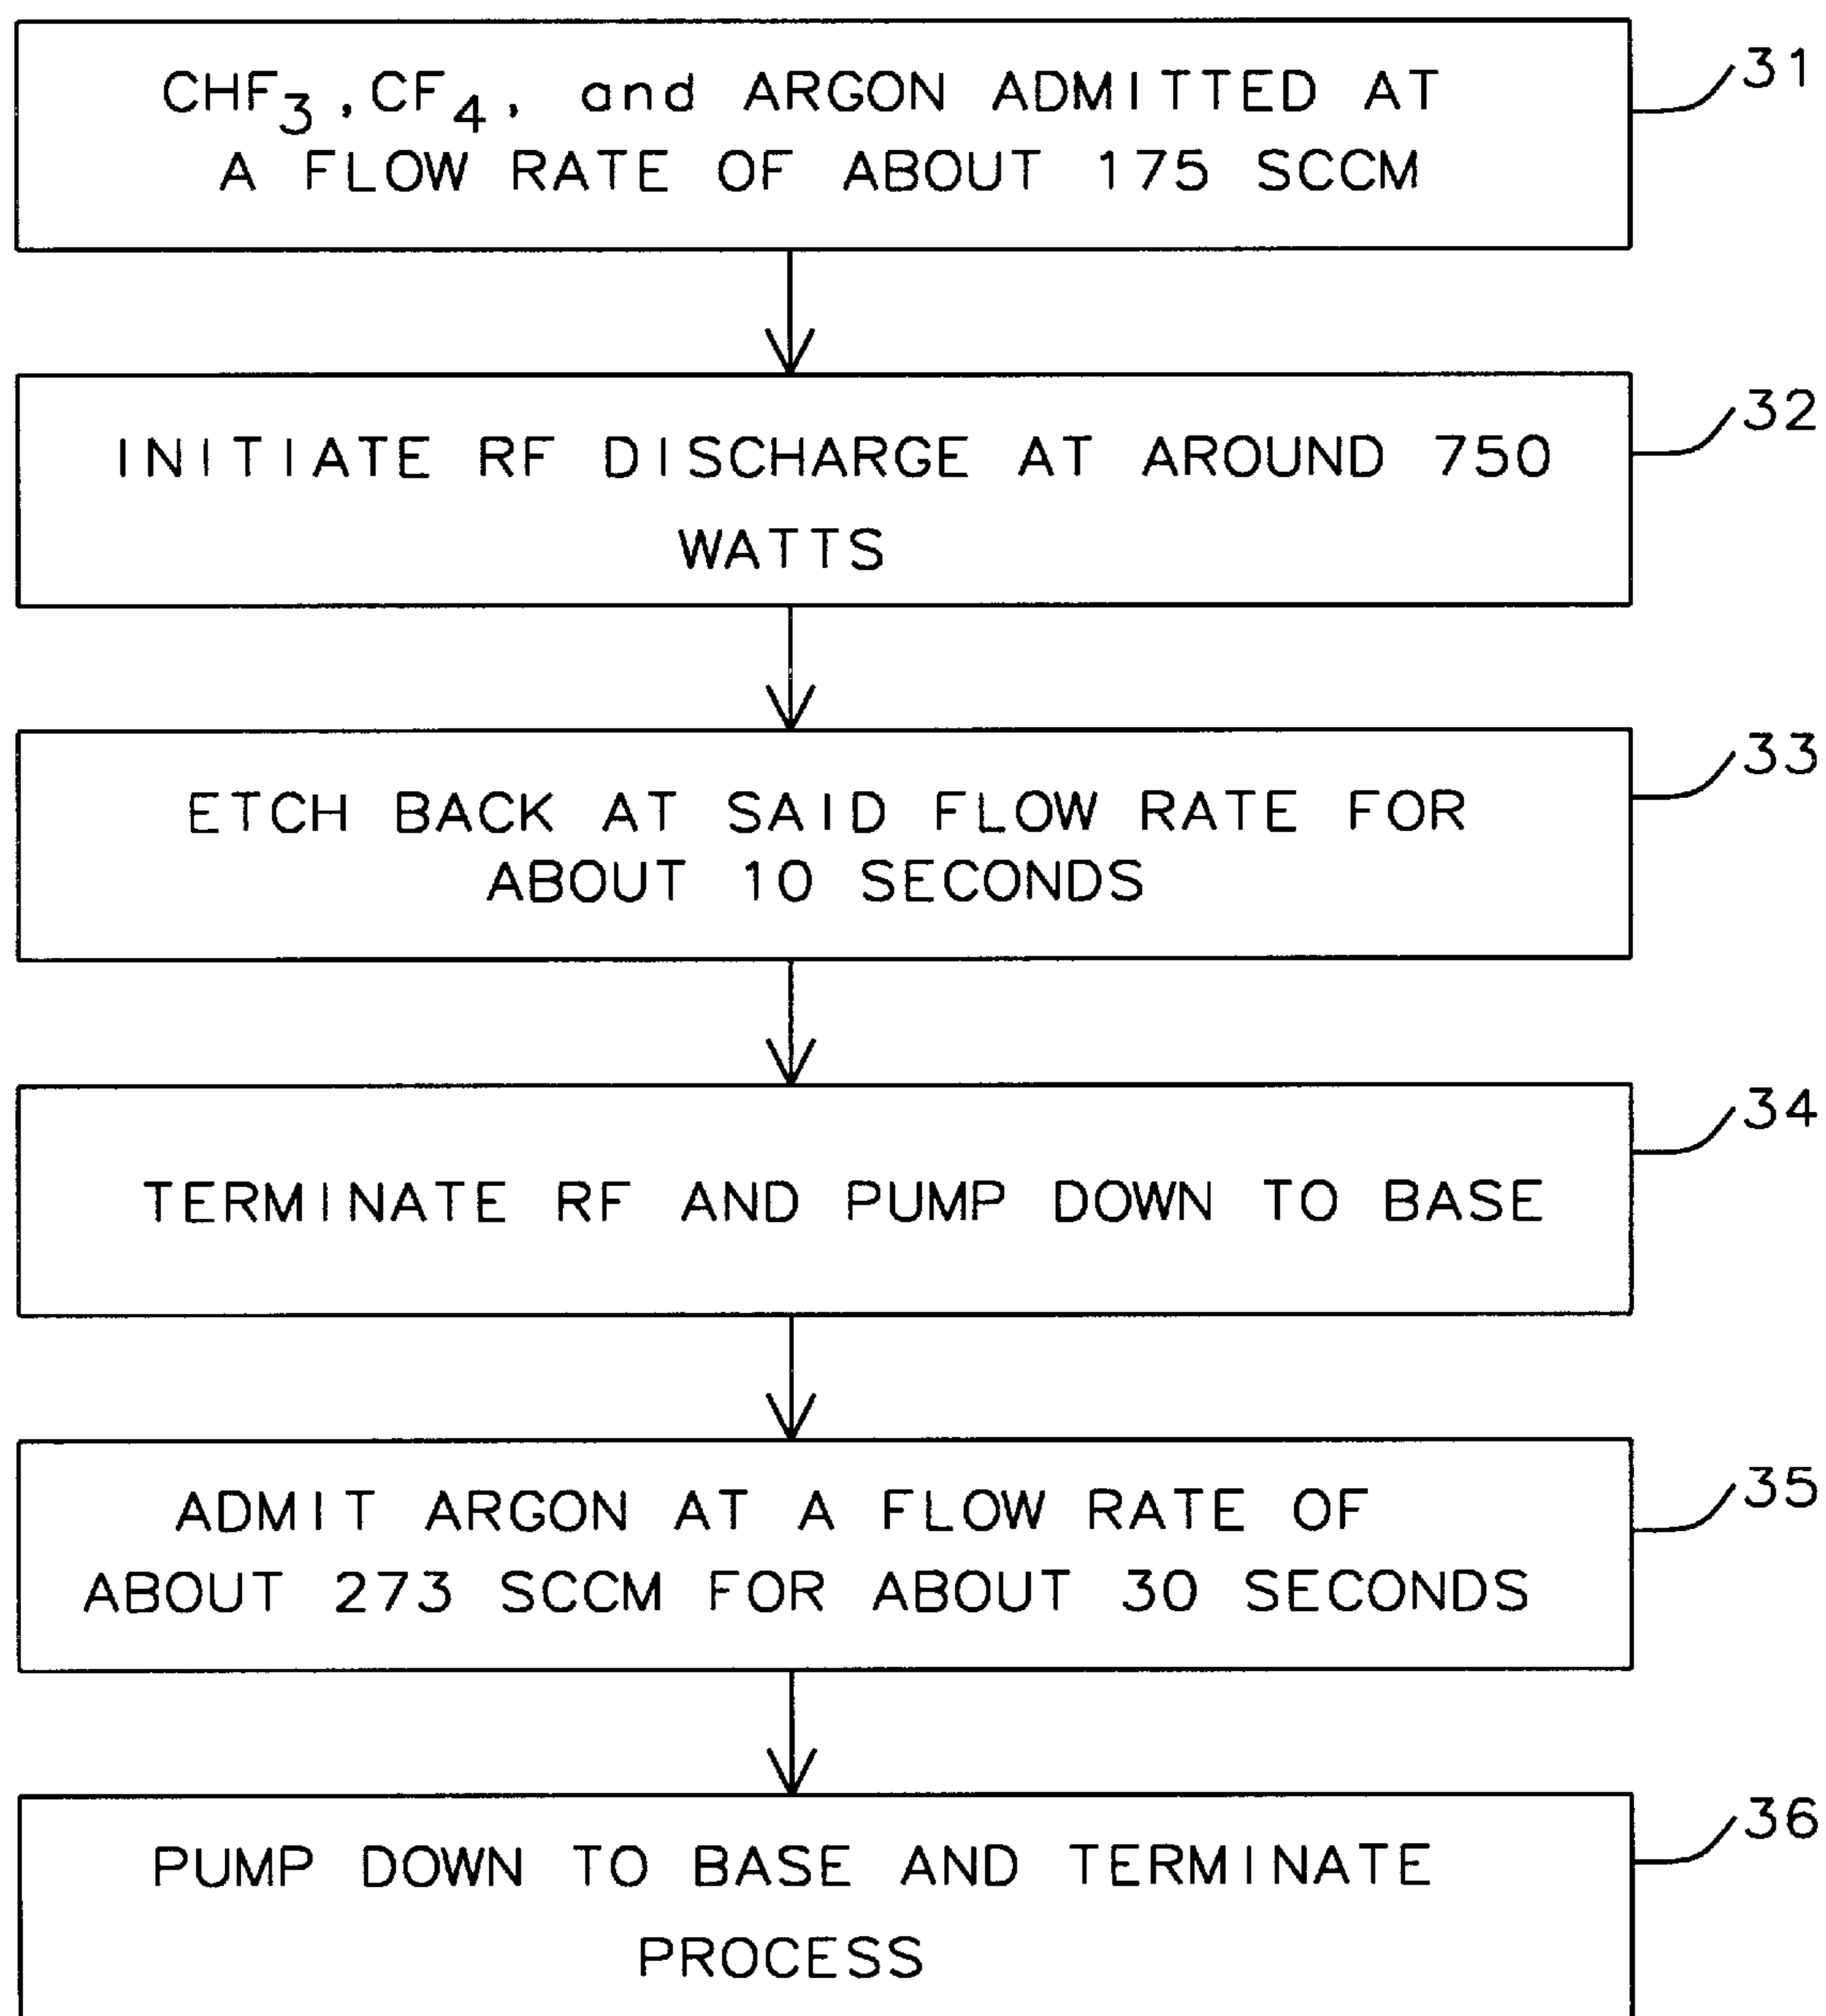 CHF3, CF4, and ARGON ADMITTED AT
A FLOW RATE OF ABOUT 175 SCCM
31
INITIATE RF DISCHARGE AT AROUND 750
WATTS
32
ETCH BACK AT SAID FLOW RATE FOR
ABOUT 10 SECONDS
33
TERMINATE RF AND PUMP DOWN TO BASE
34
ADMIT ARGON AT A FLOW RATE OF
ABOUT 273 SCCM FOR ABOUT 30 SECONDS
35
PUMP DOWN TO BASE AND TERMINATE
PROCESS
36